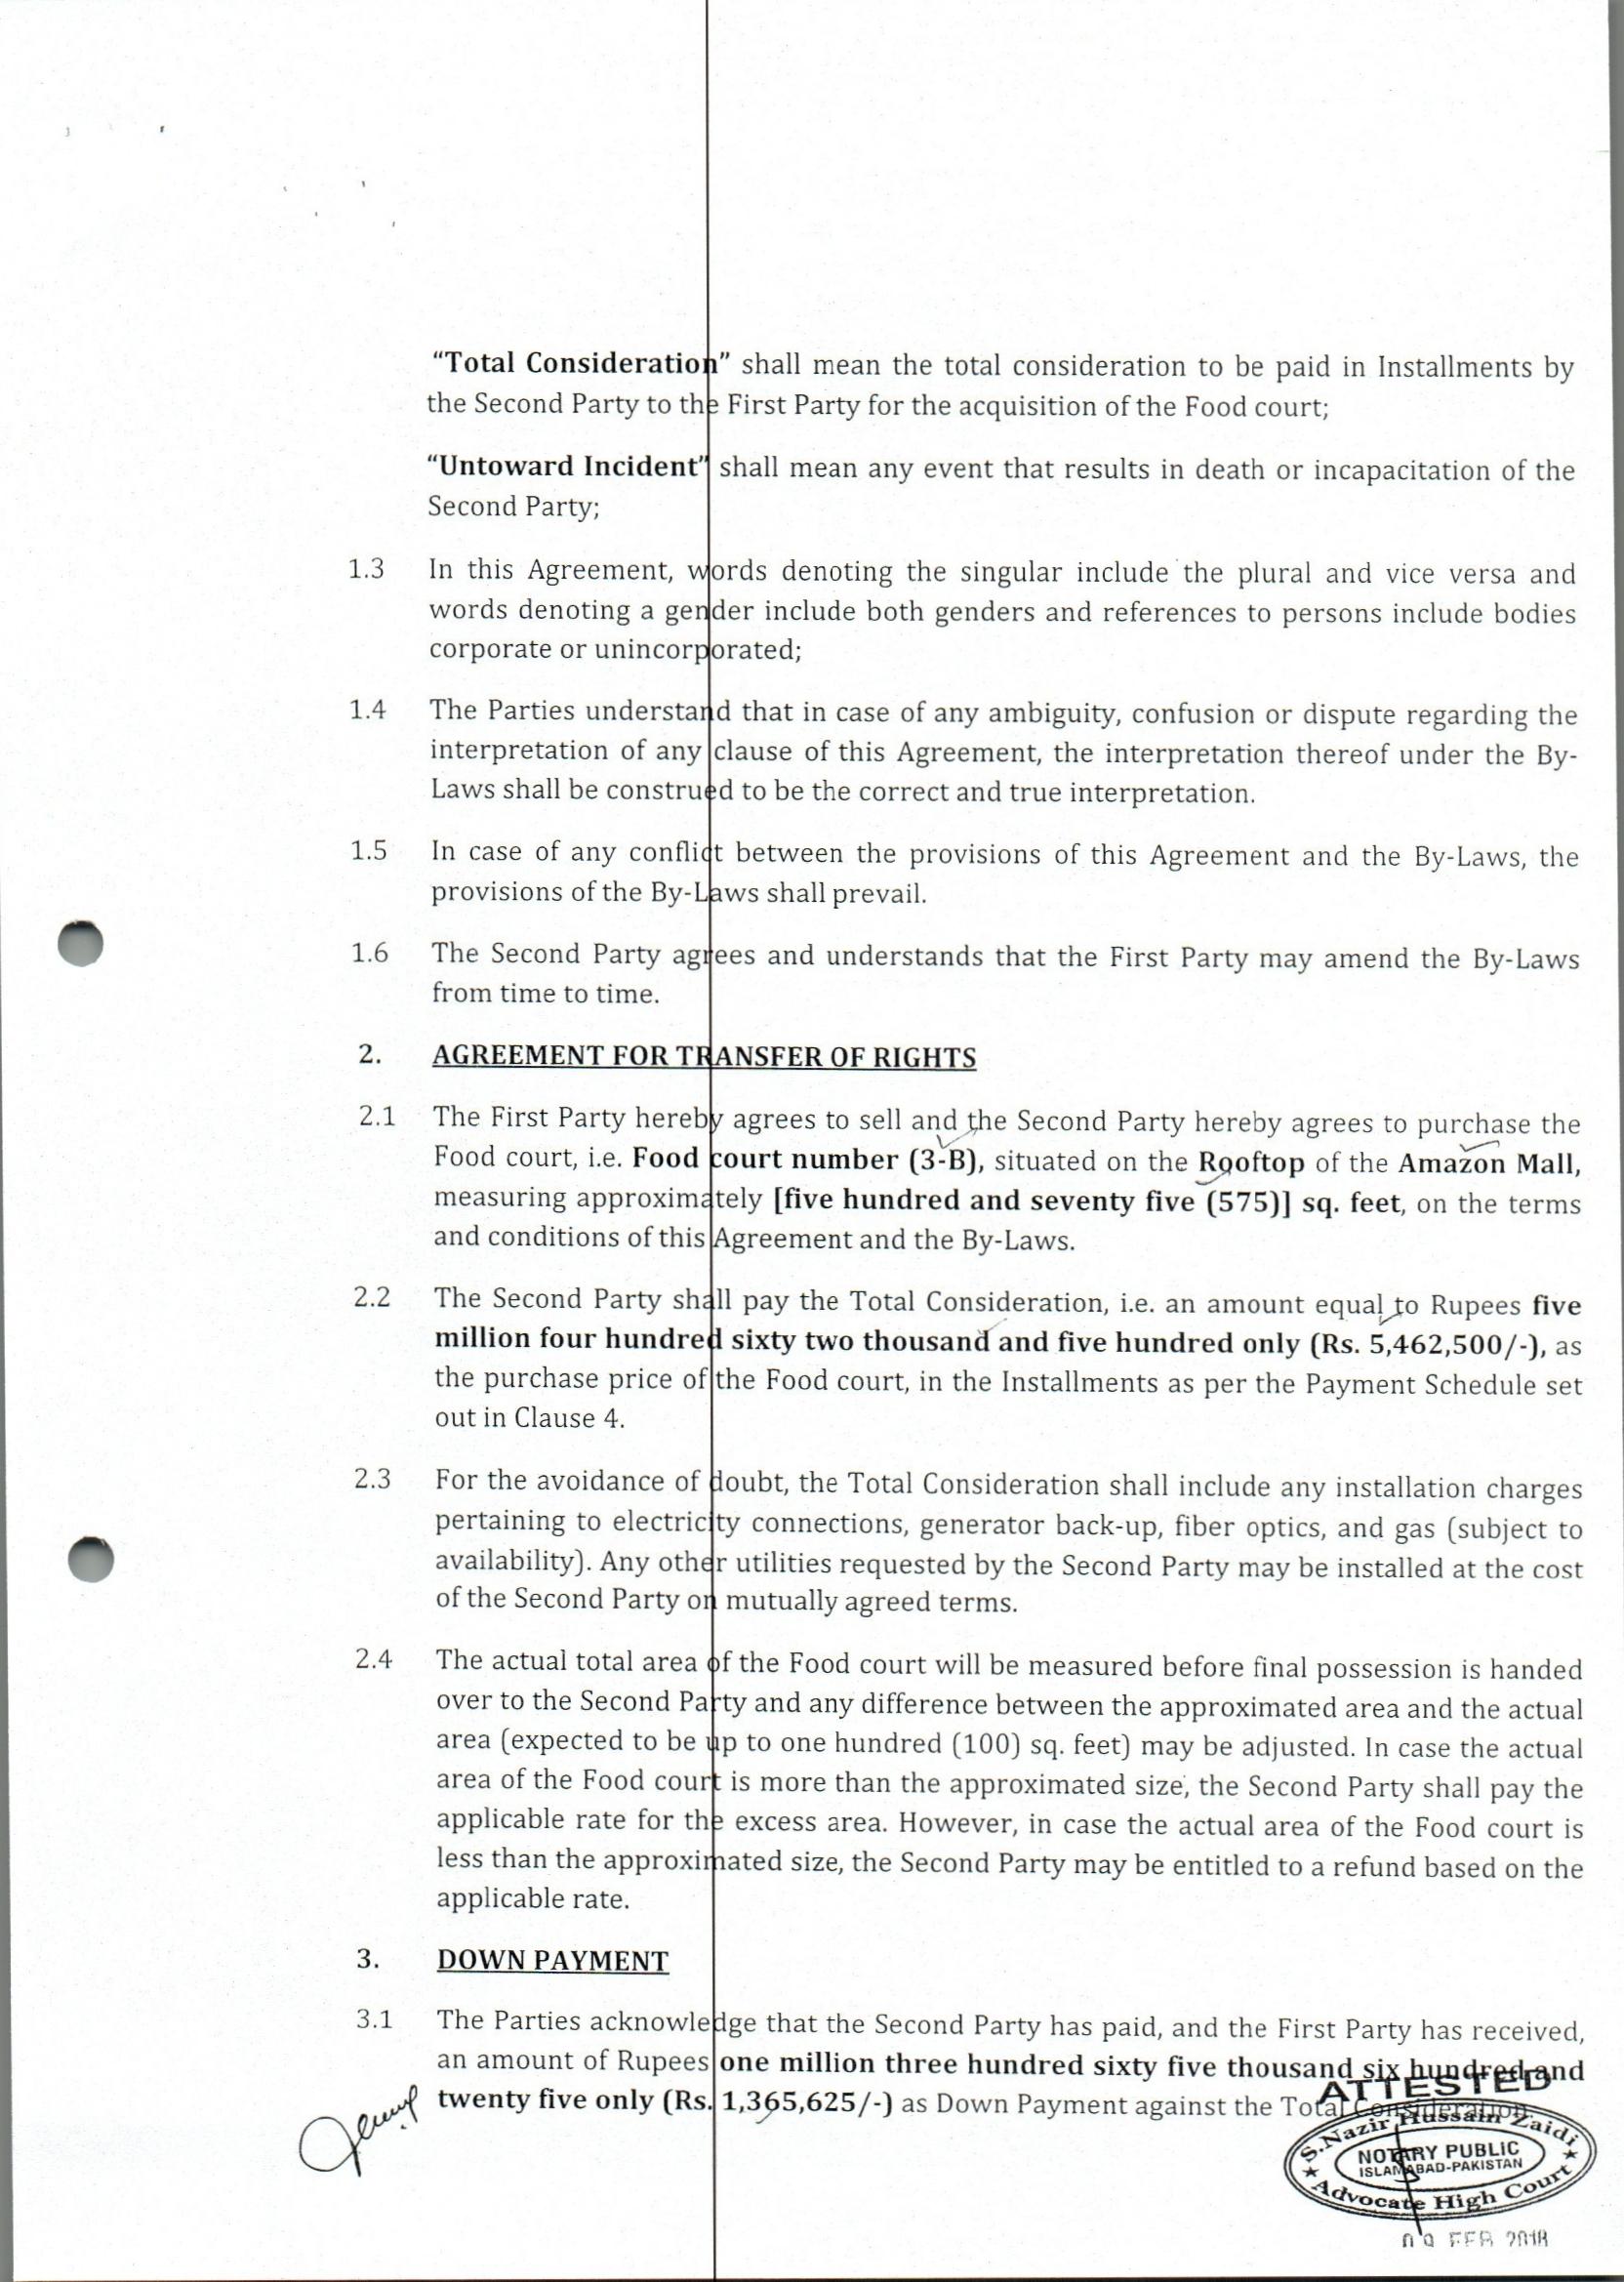 “Total Consideration” shall mean the total consideration to be paid in Installments by
the Second Party to the First Party for the acquisition of the Food court;
“Untoward Incident” shall mean any event that results in death or incapacitation of the
Second Party;
1.3 In this Agreement, words denoting the singular include the plural and vice versa and
words denoting a gender include both genders and references to persons include bodies
corporate or unincorporated;
1.4 The Parties understand that in case of any ambiguity, confusion or dispute regarding the
interpretation of any clause of this Agreement, the interpretation thereof under the By-
Laws shall be construed to be the correct and true interpretation.
1.5 In case of any conflict between the provisions of this Agreement and the By-Laws, the
provisions of the By-Laws shall prevail.
1.6 The Second Party agrees and understands that the First Party may amend the By-Laws
from time to time.
2. AGREEMENT FOR TRANSFER OF RIGHTS
2.1 The First Party hereby agrees to sell and the Second Party hereby agrees to purchase the
Food court, i.e. Food court number (3-B), situated on the Rooftop of the Amazon Mall,
measuring approximately [five hundred and seventy five (575)] sq. feet, on the terms
and conditions of this Agreement and the By-Laws.
2.2 The Second Party shall pay the Total Consideration, i.e. an amount equal to Rupees five
million four hundred sixty two thousand and five hundred only (Rs. 5,462,500/-), as
the purchase price of the Food court, in the Installments as per the Payment Schedule set
out in Clause 4.
2.3 For the avoidance of doubt, the Total Consideration shall include any installation charges
pertaining to electricity connections, generator back-up, fiber optics, and gas (subject to
availability). Any other utilities requested by the Second Party may be installed at the cost
of the Second Party on mutually agreed terms.
2.4 The actual total area of the Food court will be measured before final possession is handed
over to the Second Party and any difference between the approximated area and the actual
area (expected to be up to one hundred (100) sq. feet) may be adjusted. In case the actual
area of the Food court is more than the approximated size, the Second Party shall pay the
applicable rate for the excess area. However, in case the actual area of the Food court is
less than the approximated size, the Second Party may be entitled to a refund based on the
applicable rate.
3. DOWN PAYMENT
3.1 The Parties acknowledge that the Second Party has paid, and the First Party has received,
an amount of Rupees one million three hundred sixty five thousand six hundred and
twenty five only (Rs. 1,365,625/-) as Down Payment against the Total Consideration.
ATTESTED
S.Nazir Hussain Zaidi
NOTARY PUBLIC
ISLAMABAD-PAKISTAN
Advocate High Court
09 FEB 2018